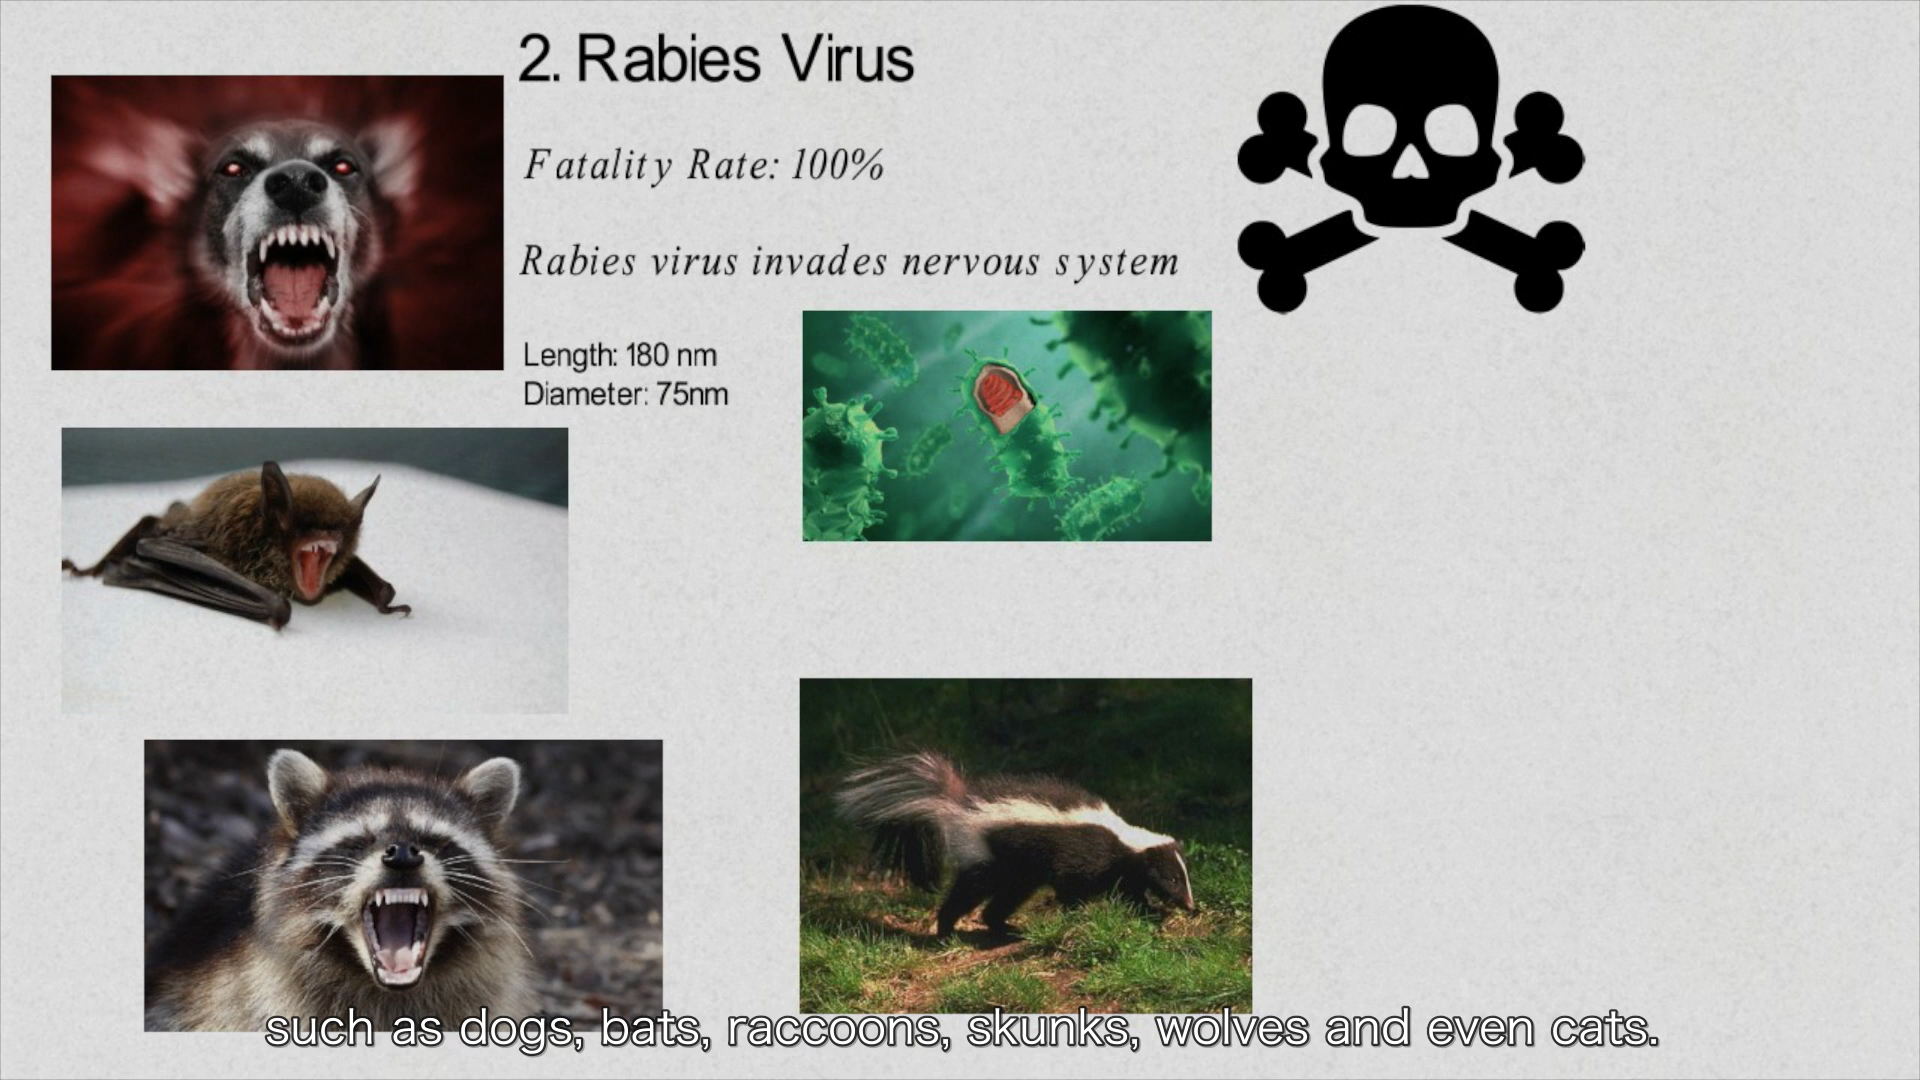 2. Rabies Virus
Fatality Rate: 100%
Rabies virus invades nervous system
Length: 180 nm
Diameter: 75nm
such as dogs, bats, raccoons, skunks, wolves and even cats.